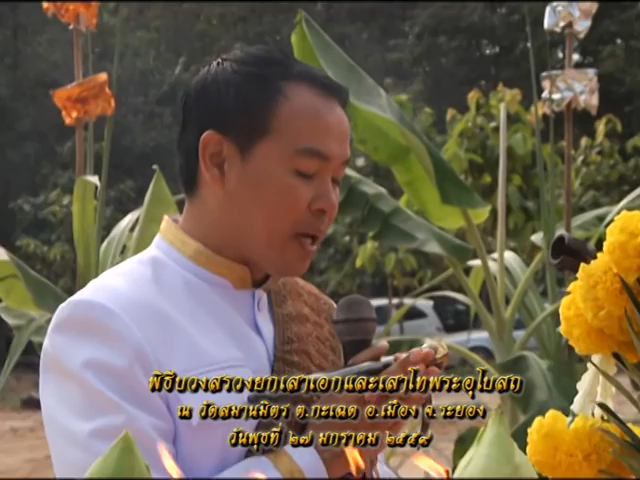 พิธีบวงสรวงยกเสาเอกและเสาโทพระอุโบสถ
ณ วัดสมานมิตร ต.กะเฉด อ.เมือง จ.ระยอง
วันพุธที่ ๒๗ มกราคม ๒๕๕๙